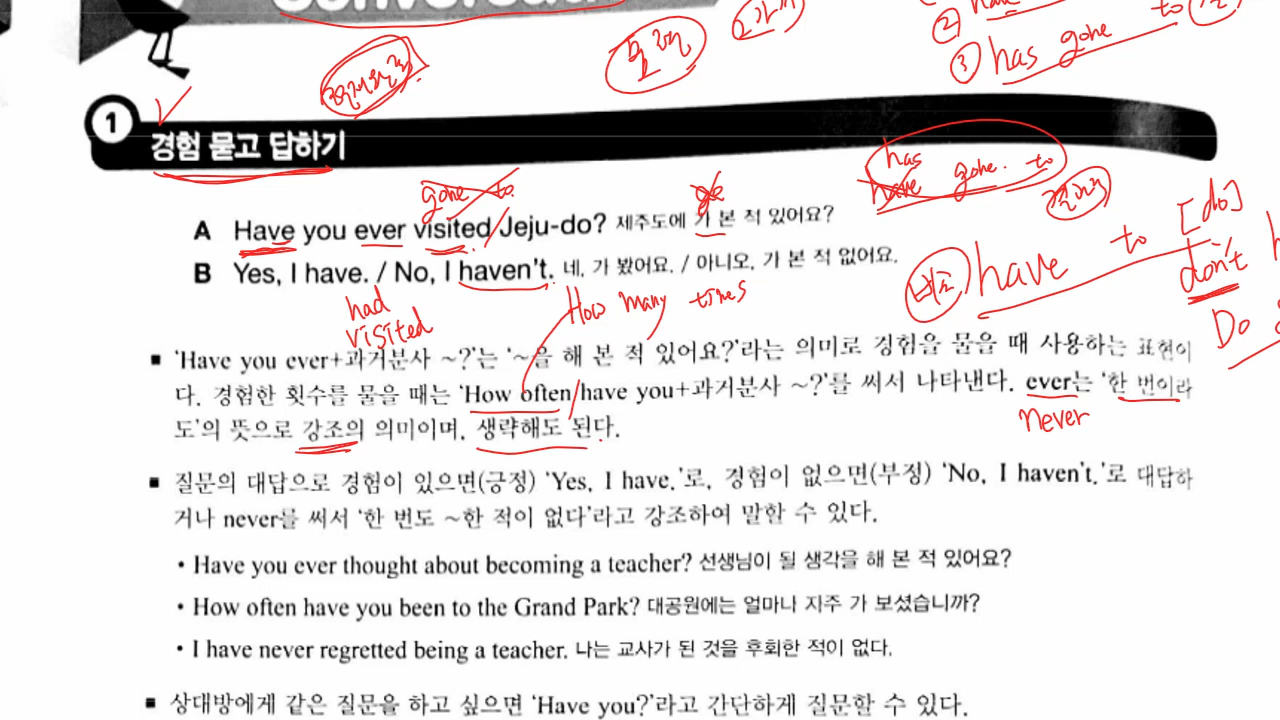 Conversation
②
③ has gone to
1
경험 묻고 답하기
has
have gone to
gone to
A Have you ever visited Jeju-do? 제주도에 가 본 적 있어요?
B Yes, I have. / No, I haven't. 네, 가 봤어요. / 아니오, 가 본 적 없어요.
[do]
비교 have to don't
Do
had
visited
How many times
■ 'Have you ever+과거분사 ~?'는 '~을 해 본 적 있어요?'라는 의미로 경험을 물을 때 사용하는 표현이
다. 경험한 횟수를 물을 때는 'How often have you+과거분사 ~?'를 써서 나타낸다. ever는 '한 번이라
도'의 뜻으로 강조의 의미이며, 생략해도 된다.
never
■ 질문의 대답으로 경험이 있으면(긍정) 'Yes, I have.'로, 경험이 없으면(부정) 'No, I haven't.'로 대답하
거나 never를 써서 '한 번도 ~한 적이 없다'라고 강조하여 말할 수 있다.
• Have you ever thought about becoming a teacher? 선생님이 될 생각을 해 본 적 있어요?
• How often have you been to the Grand Park? 대공원에는 얼마나 자주 가 보셨습니까?
• I have never regretted being a teacher. 나는 교사가 된 것을 후회한 적이 없다.
■ 상대방에게 같은 질문을 하고 싶으면 'Have you?'라고 간단하게 질문할 수 있다.